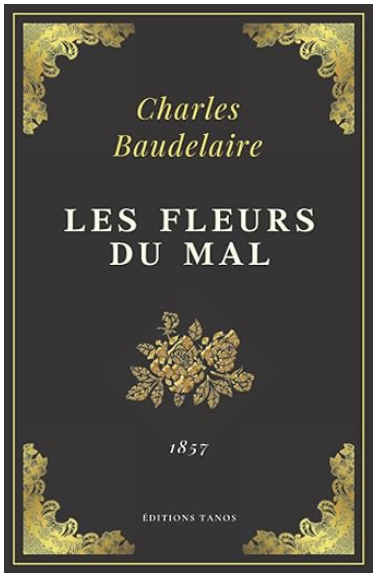 Charles
Baudelaire
LES FLEURS
DU MAL
1857
ÉDITIONS TANOS